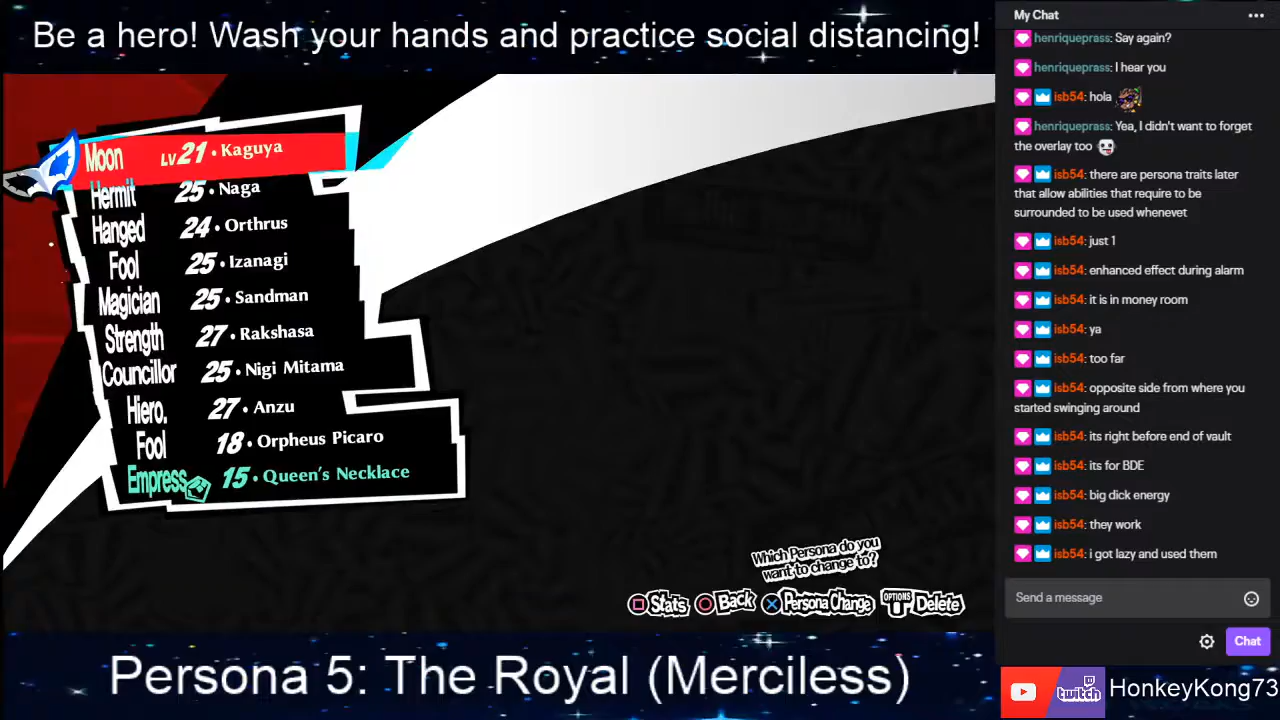 Be a hero! Wash your hands and practice social distancing!
Moon LV21 • Kaguya
Hermit 25 • Naga
Hanged 24 • Orthrus
Fool 25 • Izanagi
Magician 25 • Sandman
Strength 27 • Rakshasa
Councillor 25 • Nigi Mitama
Hiero. 27 • Anzu
Fool 18 • Orpheus Picaro
Empress 15 • Queen's Necklace
Which Persona do you
want to change to?
Stats Back Persona Change OPTIONS Delete
Persona 5: The Royal (Merciless)
My Chat
henriqueprass: Say again?
henriqueprass: I hear you
isb54: hola
henriqueprass: Yea, I didn't want to forget
the overlay too
isb54: there are persona traits later
that allow abilities that require to be
surrounded to be used whenevet
isb54: just 1
isb54: enhanced effect during alarm
isb54: it is in money room
isb54: ya
isb54: too far
isb54: opposite side from where you
started swinging around
isb54: its right before end of vault
isb54: its for BDE
isb54: big dick energy
isb54: they work
isb54: i got lazy and used them
Send a message
Chat
twitch HonkeyKong73